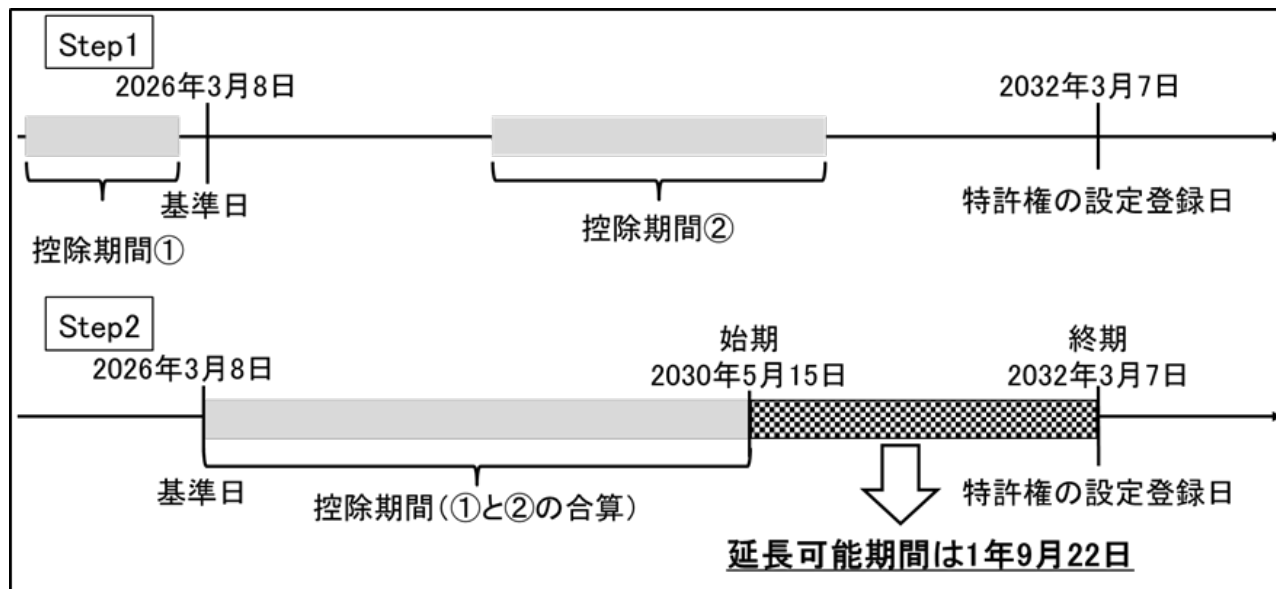 Step1
2026年3月8日
2032年3月7日
基準日
特許権の設定登録日
控除期間①
控除期間②
Step2
始期
終期
2026年3月8日
2030年5月15日
2032年3月7日
基準日
控除期間(①と②の合算)
特許権の設定登録日
延長可能期間は1年9月22日